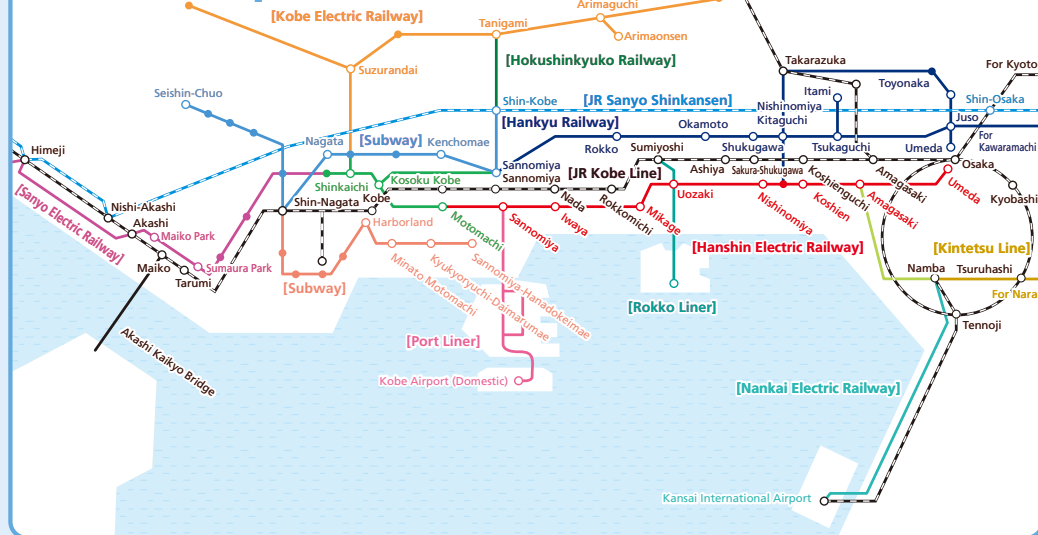 Arimaguchi
[Kobe Electric Railway]
Tanigami
Arimaonsen
[Hokushinkyuko Railway]
Takarazuka
For Kyoto
Suzurandai
Toyonaka
Itami
Seishin-Chuo
Shin-Kobe
[JR Sanyo Shinkansen]
Shin-Osaka
Nishinomiya
Kitaguchi
[Hankyu Railway]
Okamoto
Juso
Nagata
[Subway]
Kenchomae
Rokko
Shukugawa
Tsukaguchi
Umeda
For
Kawaramachi
Himeji
Sumiyoshi
Sannomiya
Sannomiya
[JR Kobe Line]
Ashiya
Sakura-Shukugawa
Koshienguchi
Amagasaki
Osaka
Shinkaichi
Kosoku Kobe
Kobe
Shin-Nagata
[Sanyo Electric Railway]
Nishi-Akashi
Akashi
Maiko Park
Maiko
Sumaura Park
Tarumi
Harborland
Motomachi
Sannomiya
Nada
Iwaya
Rokkomichi
Mikage
Uozaki
Nishinomiya
Koshien
Amagasaki
Umeda
Kyobashi
[Hanshin Electric Railway]
[Kintetsu Line]
Namba
Tsuruhashi
For Nara
Tennoji
[Subway]
Minato Motomachi
Kyukyoryuchi-Daimarumae
Sannomiya-Hanadokeimae
[Rokko Liner]
[Port Liner]
Akashi Kaikyo Bridge
Kobe Airport (Domestic)
[Nankai Electric Railway]
Kansai International Airport